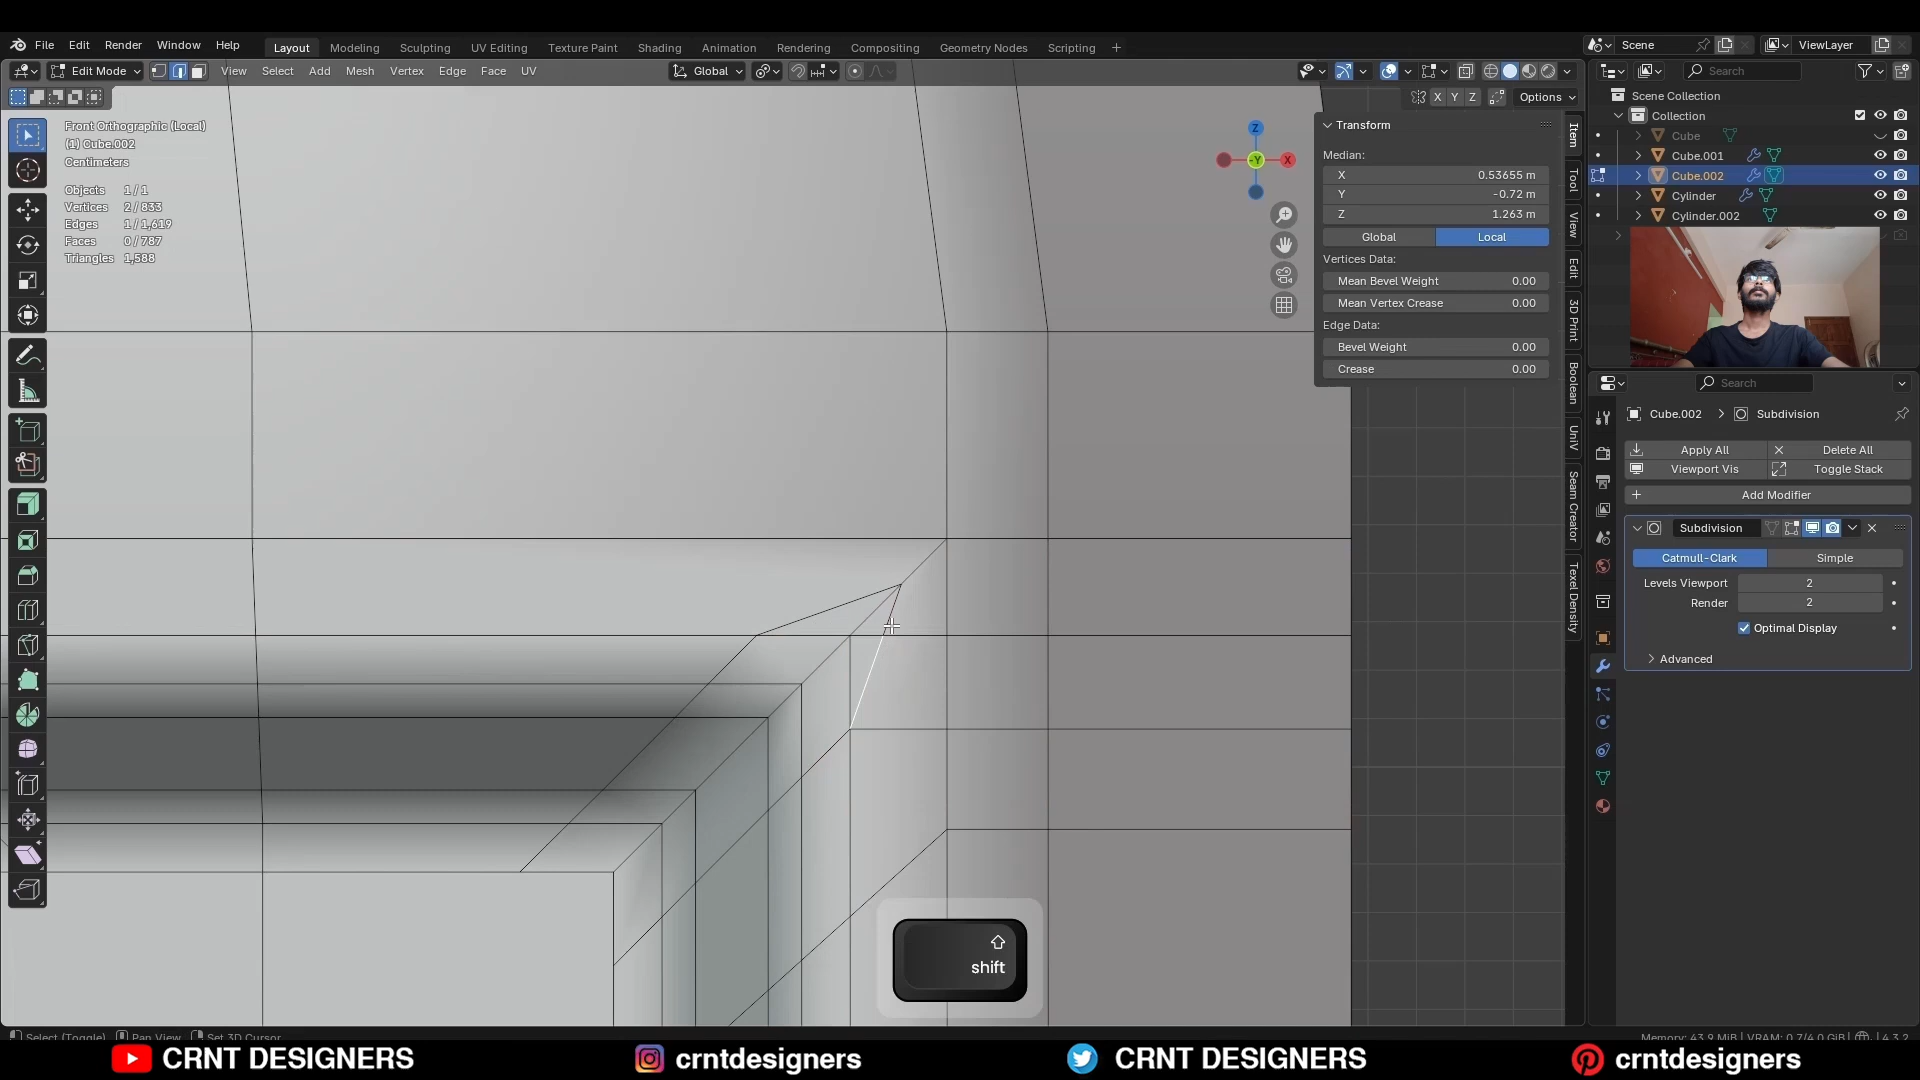 File Edit Render Window Help Layout Modeling Sculpting UV Editing Texture Paint Shading Animation Rendering Compositing Geometry Nodes Scripting + Scene ViewLayer
Edit Mode View Select Add Mesh Vertex Edge Face UV Global Search
X Y Z Options
Front Orthographic (Local)
(1) Cube.002
Centimeters
Objects 1 / 1
Vertices 2 / 833
Edges 1 / 1,619
Faces 0 / 787
Triangles 1,588
Z
-Y
X
Transform
Median:
X 0.53655 m
Y -0.72 m
Z 1.263 m
Global Local
Vertices Data:
Mean Bevel Weight 0.00
Mean Vertex Crease 0.00
Edge Data:
Bevel Weight 0.00
Crease 0.00
Item
Tool
View
Edit
3D Print
Boolean
UniV
Seam Creator
Texel Density
Scene Collection
Collection
Cube
Cube.001
Cube.002
Cylinder
Cylinder.002
Search
Cube.002 > Subdivision
Apply All Delete All
Viewport Vis Toggle Stack
Add Modifier
Subdivision
Catmull-Clark Simple
Levels Viewport 2
Render 2
Optimal Display
Advanced
shift
Select (Toggle) Pan View Set 3D Cursor
Memory: 43.9 MiB | VRAM: 0.7/4.0 GiB | 4.3.2
CRNT DESIGNERS crntdesigners CRNT DESIGNERS crntdesigners